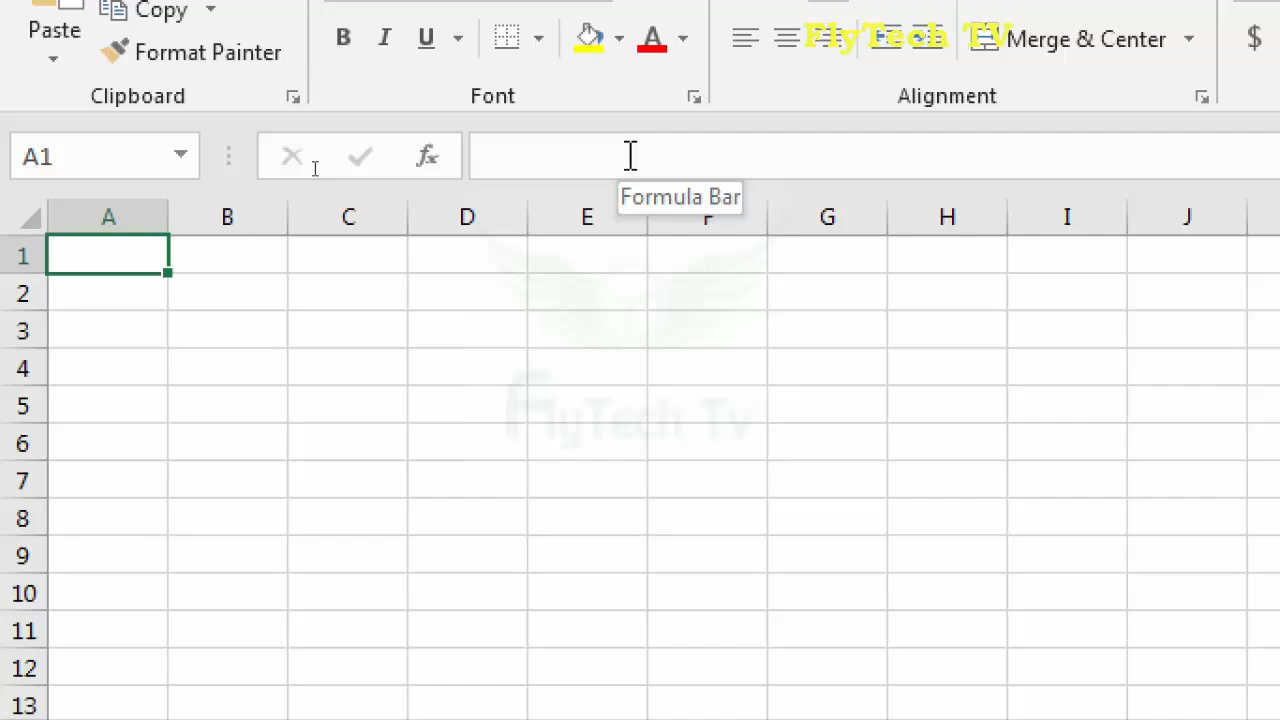 Copy
Paste
Format Painter
B I U A
FlyTech TV
Merge & Center
$
Clipboard
Font
Alignment
A1
fx
Formula Bar
A B C D E F G H I J
1
2
3
4
5
FlyTech Tv
6
7
8
9
10
11
12
13